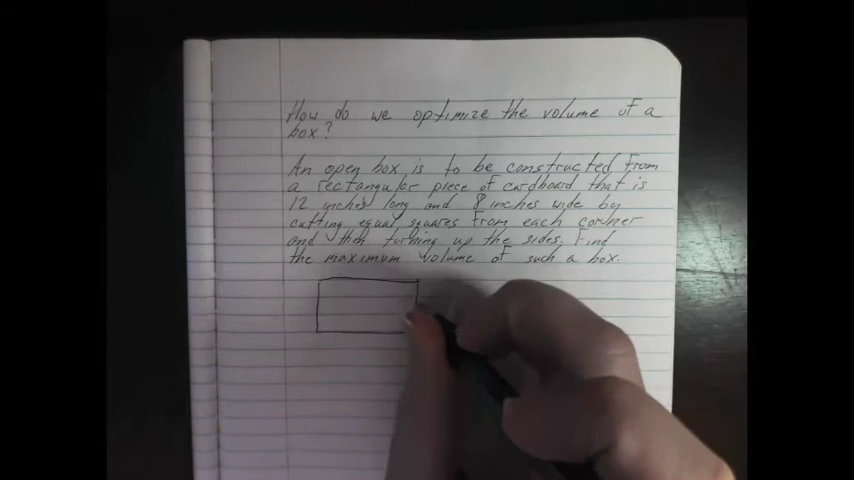 How do we optimize the volume of a
box?
An open box is to be constructed from
a rectangular piece of cardboard that is
12 inches long and 8 inches wide by
cutting equal squares from each corner
and then turning up the sides. Find
the maximum volume of such a box.